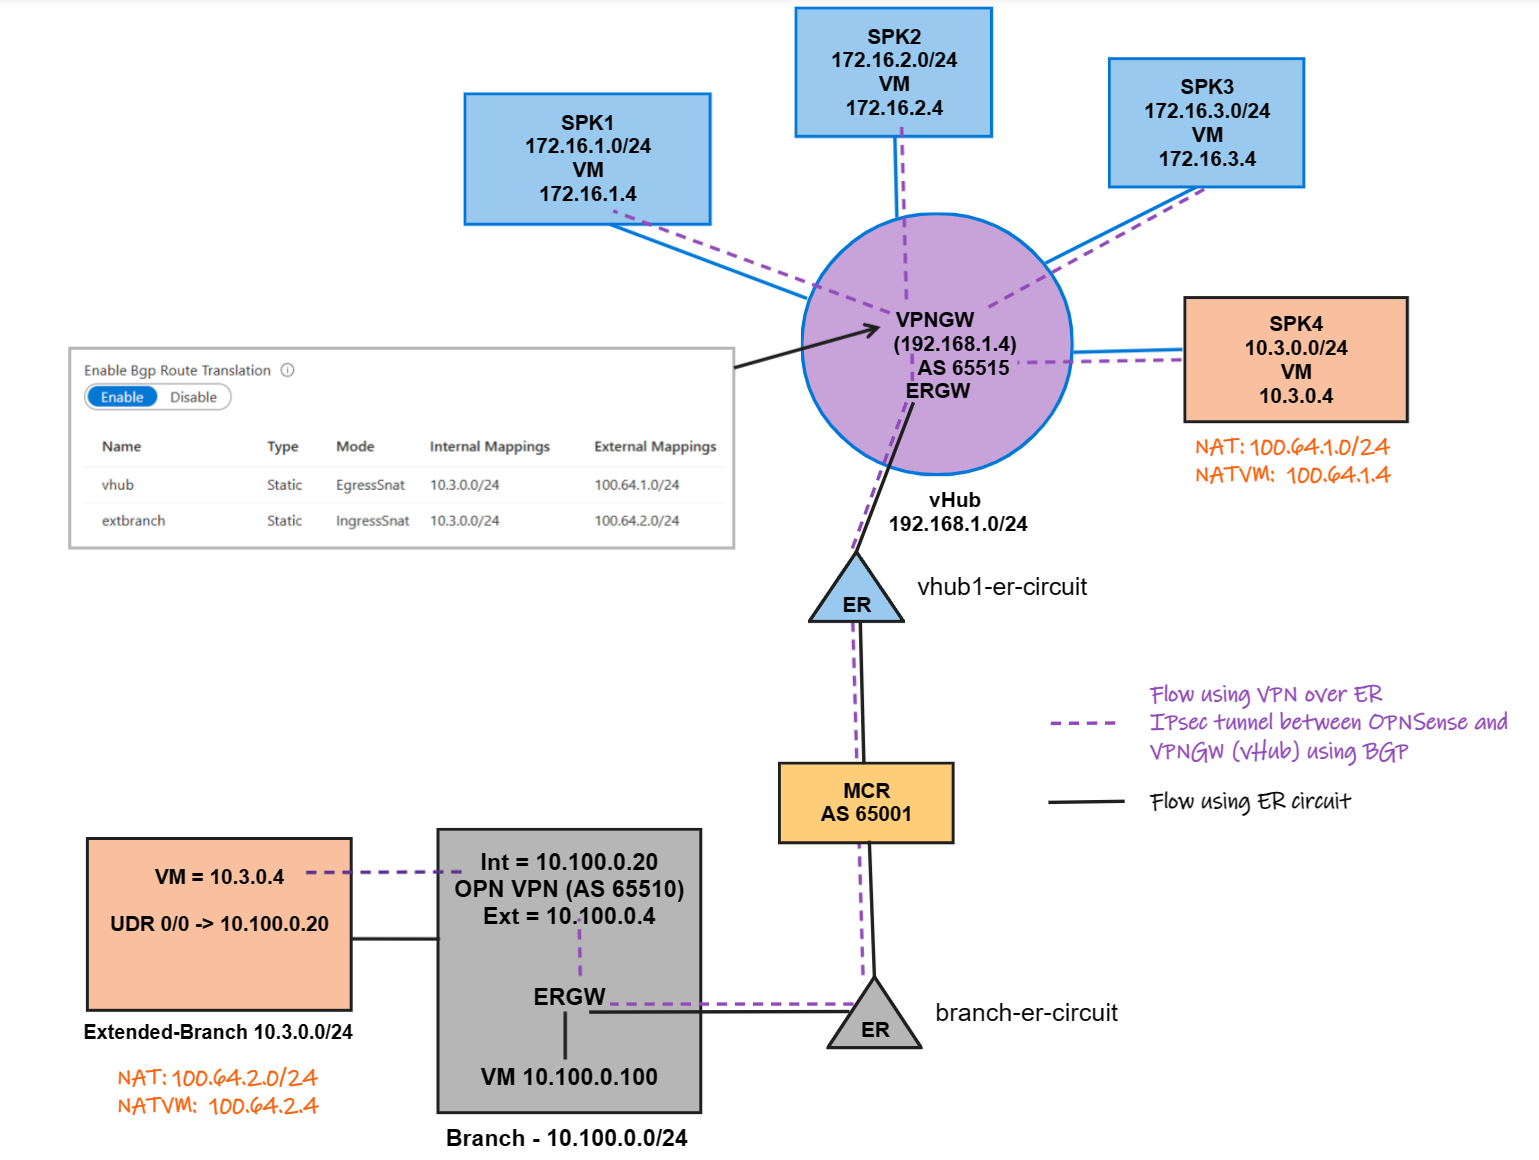 SPK2
172.16.2.0/24
VM
172.16.2.4
SPK3
172.16.3.0/24
VM
172.16.3.4
SPK1
172.16.1.0/24
VM
172.16.1.4
VPNGW
(192.168.1.4)
AS 65515
ERGW
SPK4
10.3.0.0/24
VM
10.3.0.4
NAT: 100.64.1.0/24
NATVM: 100.64.1.4
Enable Bgp Route Translation
Enable Disable
Name Type Mode Internal Mappings External Mappings
vhub Static EgressSnat 10.3.0.0/24 100.64.1.0/24
extbranch Static IngressSnat 10.3.0.0/24 100.64.2.0/24
vHub
192.168.1.0/24
ER
vhub1-er-circuit
Flow using VPN over ER
IPsec tunnel between OPNSense and
VPNGW (vHub) using BGP
Flow using ER circuit
MCR
AS 65001
VM = 10.3.0.4
UDR 0/0 -> 10.100.0.20
Extended-Branch 10.3.0.0/24
NAT: 100.64.2.0/24
NATVM: 100.64.2.4
Int = 10.100.0.20
OPN VPN (AS 65510)
Ext = 10.100.0.4
ERGW
VM 10.100.0.100
Branch - 10.100.0.0/24
ER
branch-er-circuit